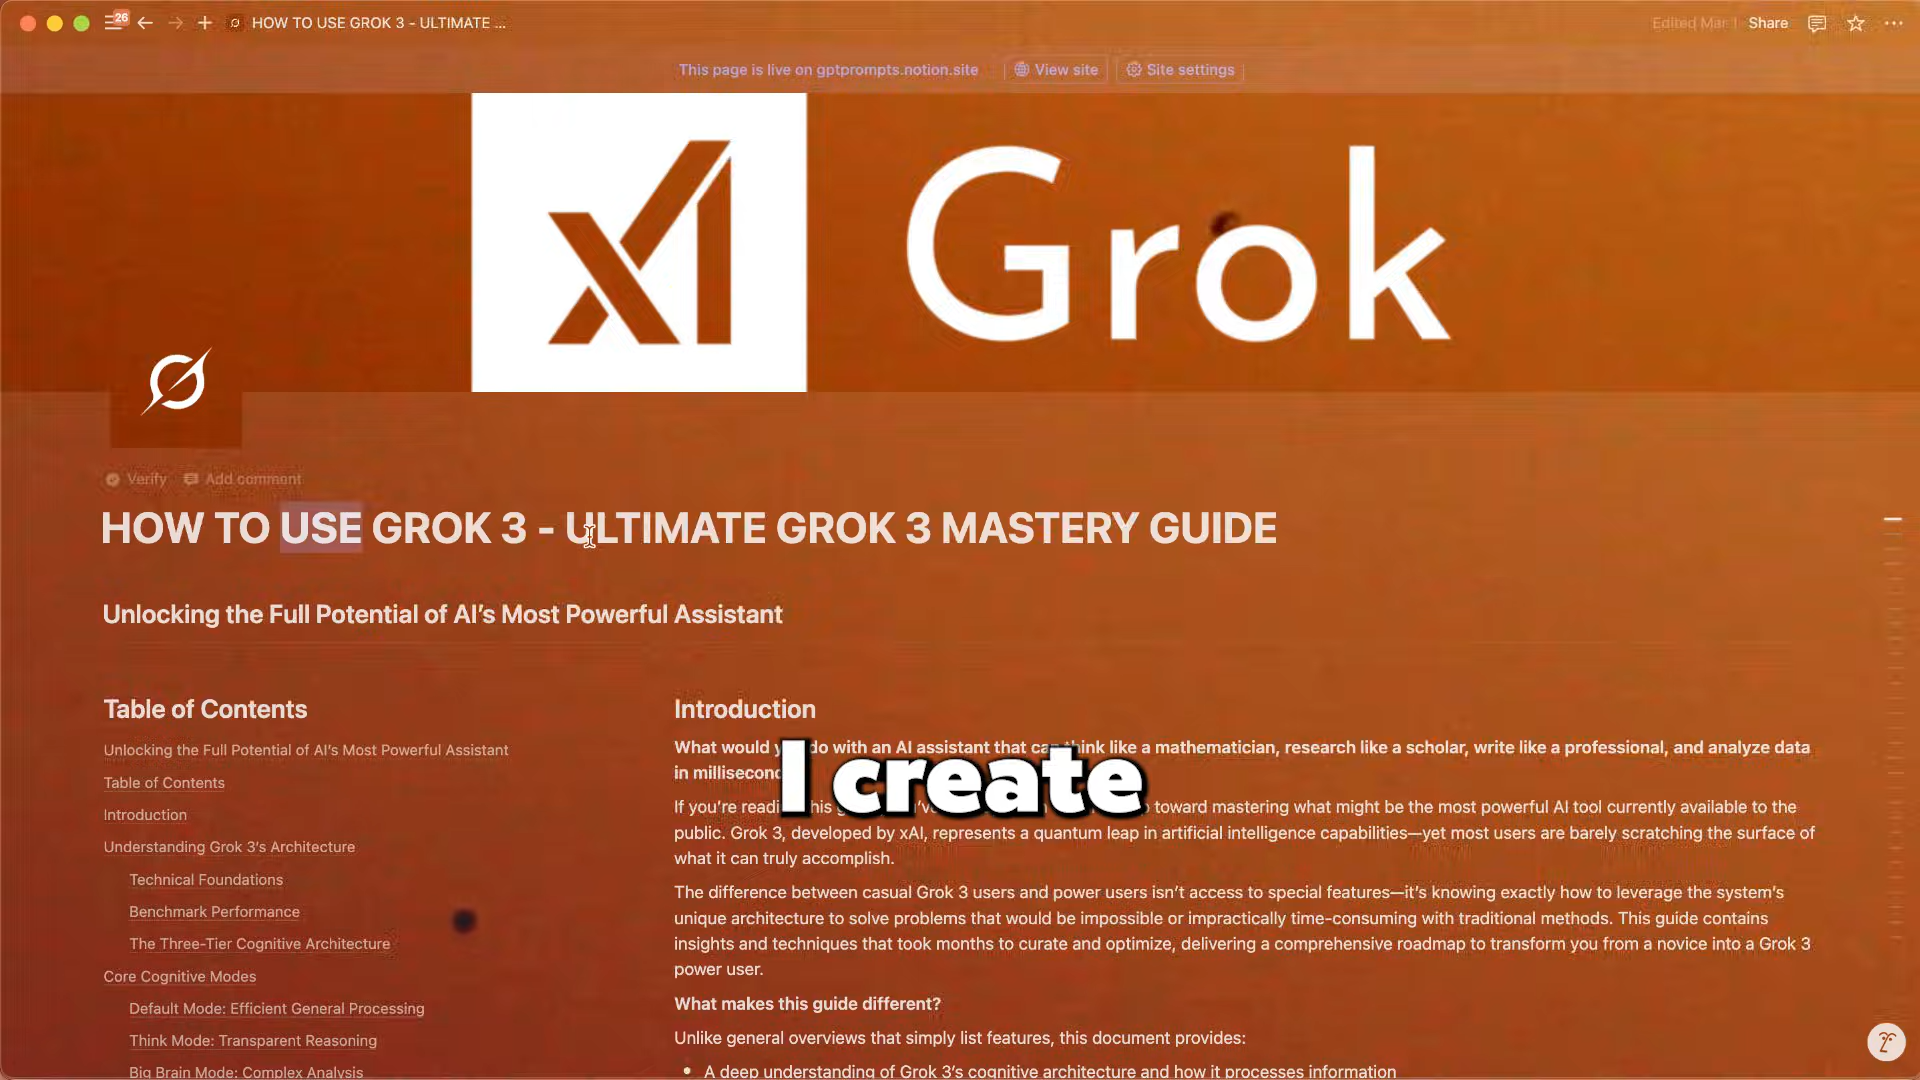 26
HOW TO USE GROK 3 - ULTIMATE ...
Edited Mar 1
Share
This page is live on gptprompts.notion.site
View site
Site settings
xI
Grok
Verify
Add comment
HOW TO USE GROK 3 - ULTIMATE GROK 3 MASTERY GUIDE
Unlocking the Full Potential of AI's Most Powerful Assistant
Table of Contents
Unlocking the Full Potential of AI's Most Powerful Assistant
Table of Contents
Introduction
Understanding Grok 3's Architecture
Technical Foundations
Benchmark Performance
The Three-Tier Cognitive Architecture
Core Cognitive Modes
Default Mode: Efficient General Processing
Think Mode: Transparent Reasoning
Big Brain Mode: Complex Analysis
Introduction
What would do with an AI assistant that can think like a mathematician, research like a scholar, write like a professional, and analyze data
in
I create
If you're this toward mastering what might be the most powerful AI tool currently available to the
public. Grok 3, developed by xAI, represents a quantum leap in artificial intelligence capabilities—yet most users are barely scratching the surface of
what it can truly accomplish.
The difference between casual Grok 3 users and power users isn't access to special features—it's knowing exactly how to leverage the system's
unique architecture to solve problems that would be impossible or impractically time-consuming with traditional methods. This guide contains
insights and techniques that took months to curate and optimize, delivering a comprehensive roadmap to transform you from a novice into a Grok 3
power user.
What makes this guide different?
Unlike general overviews that simply list features, this document provides:
• A deep understanding of Grok 3's cognitive architecture and how it processes information